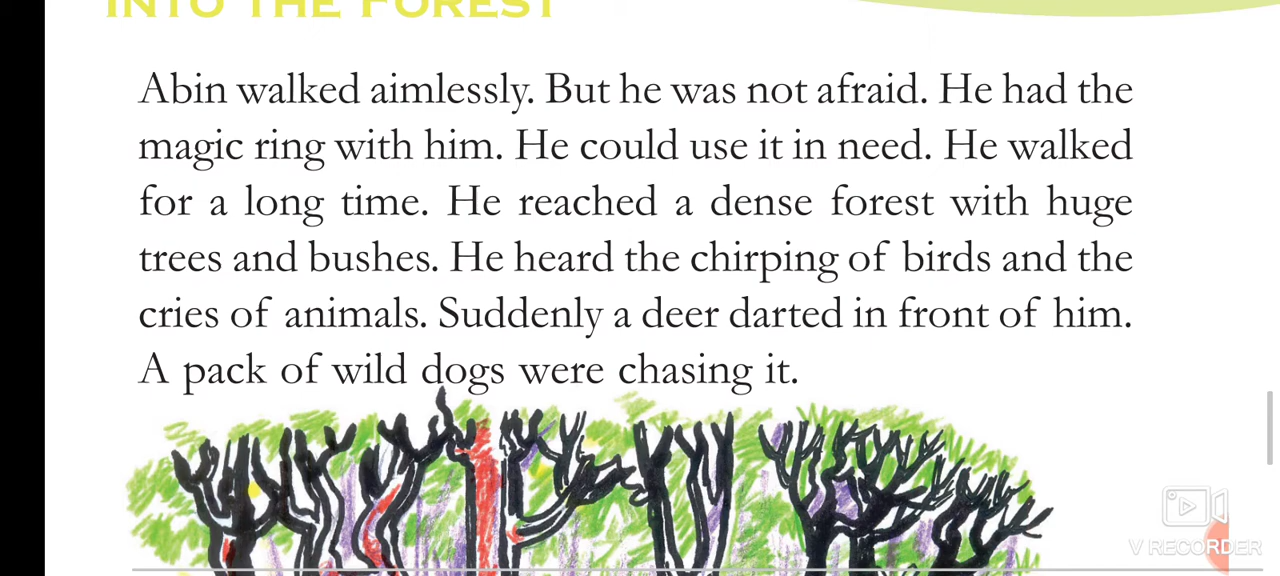 INTO THE FOREST
Abin walked aimlessly. But he was not afraid. He had the
magic ring with him. He could use it in need. He walked
for a long time. He reached a dense forest with huge
trees and bushes. He heard the chirping of birds and the
cries of animals. Suddenly a deer darted in front of him.
A pack of wild dogs were chasing it.
V RECORDER